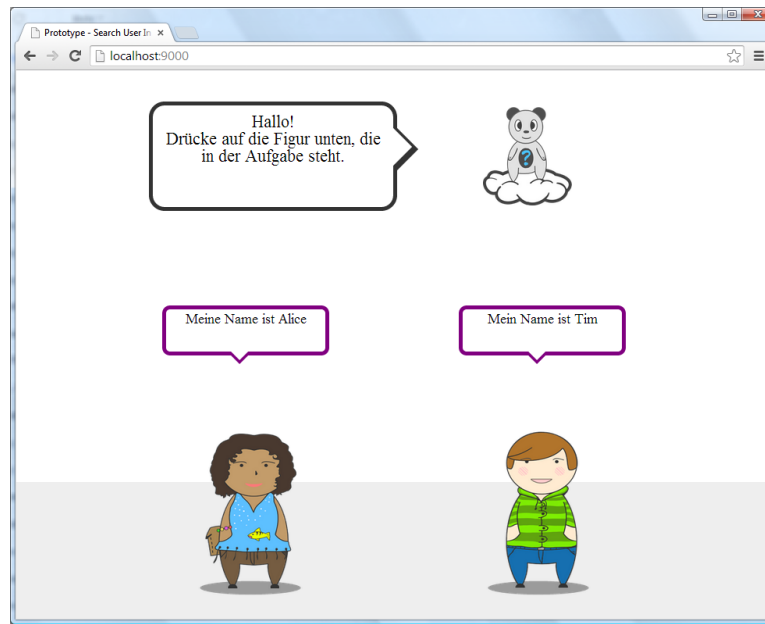 Prototype - Search User In
localhost:9000
Hallo!
Drücke auf die Figur unten, die
in der Aufgabe steht.
?
Meine Name ist Alice
Mein Name ist Tim